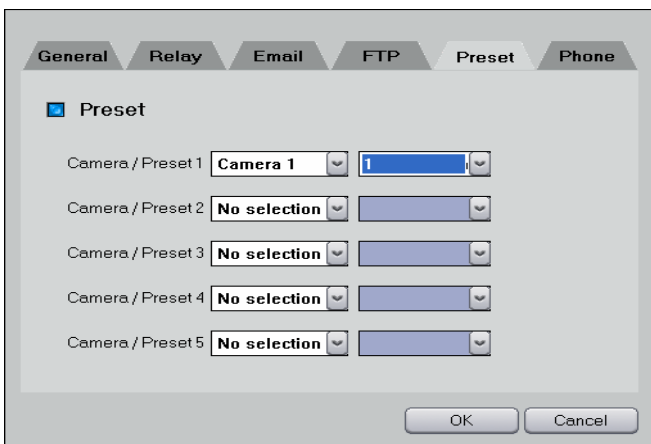 General Relay Email FTP Preset Phone
Preset
Camera / Preset 1 Camera 1 1
Camera / Preset 2 No selection
Camera / Preset 3 No selection
Camera / Preset 4 No selection
Camera / Preset 5 No selection
OK Cancel